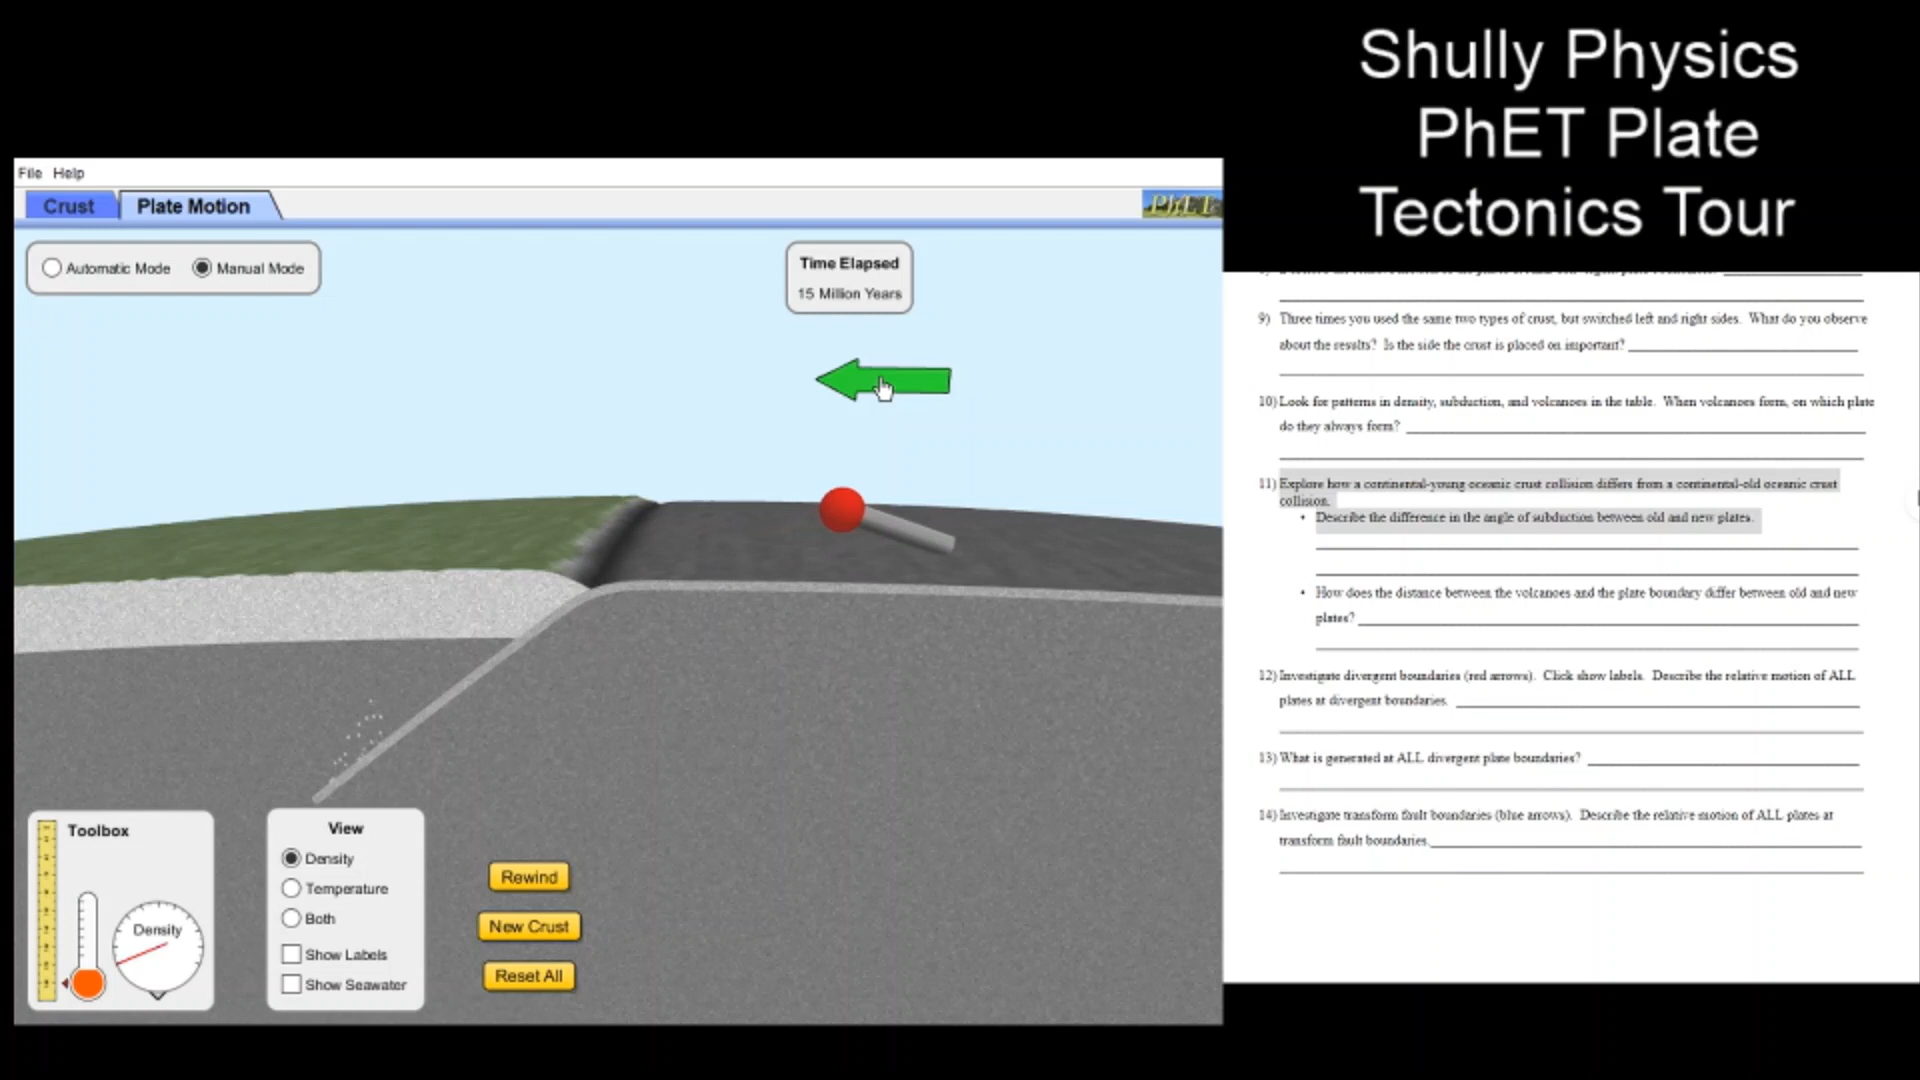 Shully Physics
PhET Plate
Tectonics Tour
File Help
Crust
Plate Motion
PhET
Automatic Mode
Manual Mode
Time Elapsed
15 Million Years
Toolbox
Density
View
Density
Temperature
Both
Show Labels
Show Seawater
Rewind
New Crust
Reset All
9) Three times you used the same two types of crust, but switched left and right sides. What do you observe
about the results? Is the side the crust is placed on important?
10) Look for patterns in density, subduction, and volcanoes in the table. When volcanoes form, on which plate
do they always form?
11) Explore how a continental-young oceanic crust collision differs from a continental-old oceanic crust
collision.
• Describe the difference in the angle of subduction between old and new plates.
• How does the distance between the volcanoes and the plate boundary differ between old and new
plates?
12) Investigate divergent boundaries (red arrows). Click show labels. Describe the relative motion of ALL
plates at divergent boundaries.
13) What is generated at ALL divergent plate boundaries?
14) Investigate transform fault boundaries (blue arrows). Describe the relative motion of ALL plates at
transform fault boundaries.